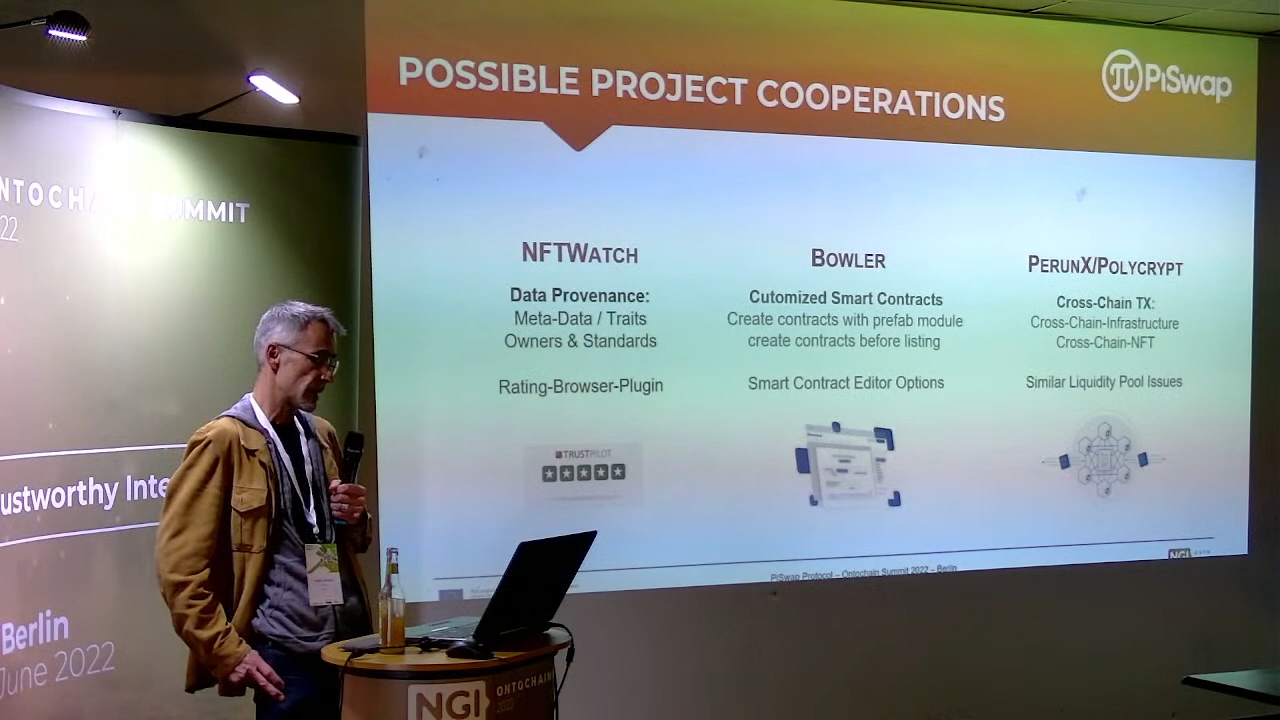 POSSIBLE PROJECT COOPERATIONS
π PiSwap
NTOCH SUMMIT
22
NFTWATCH
Data Provenance:
Meta-Data / Traits
Owners & Standards
Rating-Browser-Plugin
TRUSTPILOT
BOWLER
Cutomized Smart Contracts
Create contracts with prefab module
create contracts before listing
Smart Contract Editor Options
PERUNX/POLYCRYPT
Cross-Chain TX:
Cross-Chain-Infrastructure
Cross-Chain-NFT
Similar Liquidity Pool Issues
ustworthy Inte
PiSwap Protocol – Ontochain Summit 2022 – Berlin
NGI
Berlin
June 2022
NGI ONTOCHAIN
2022